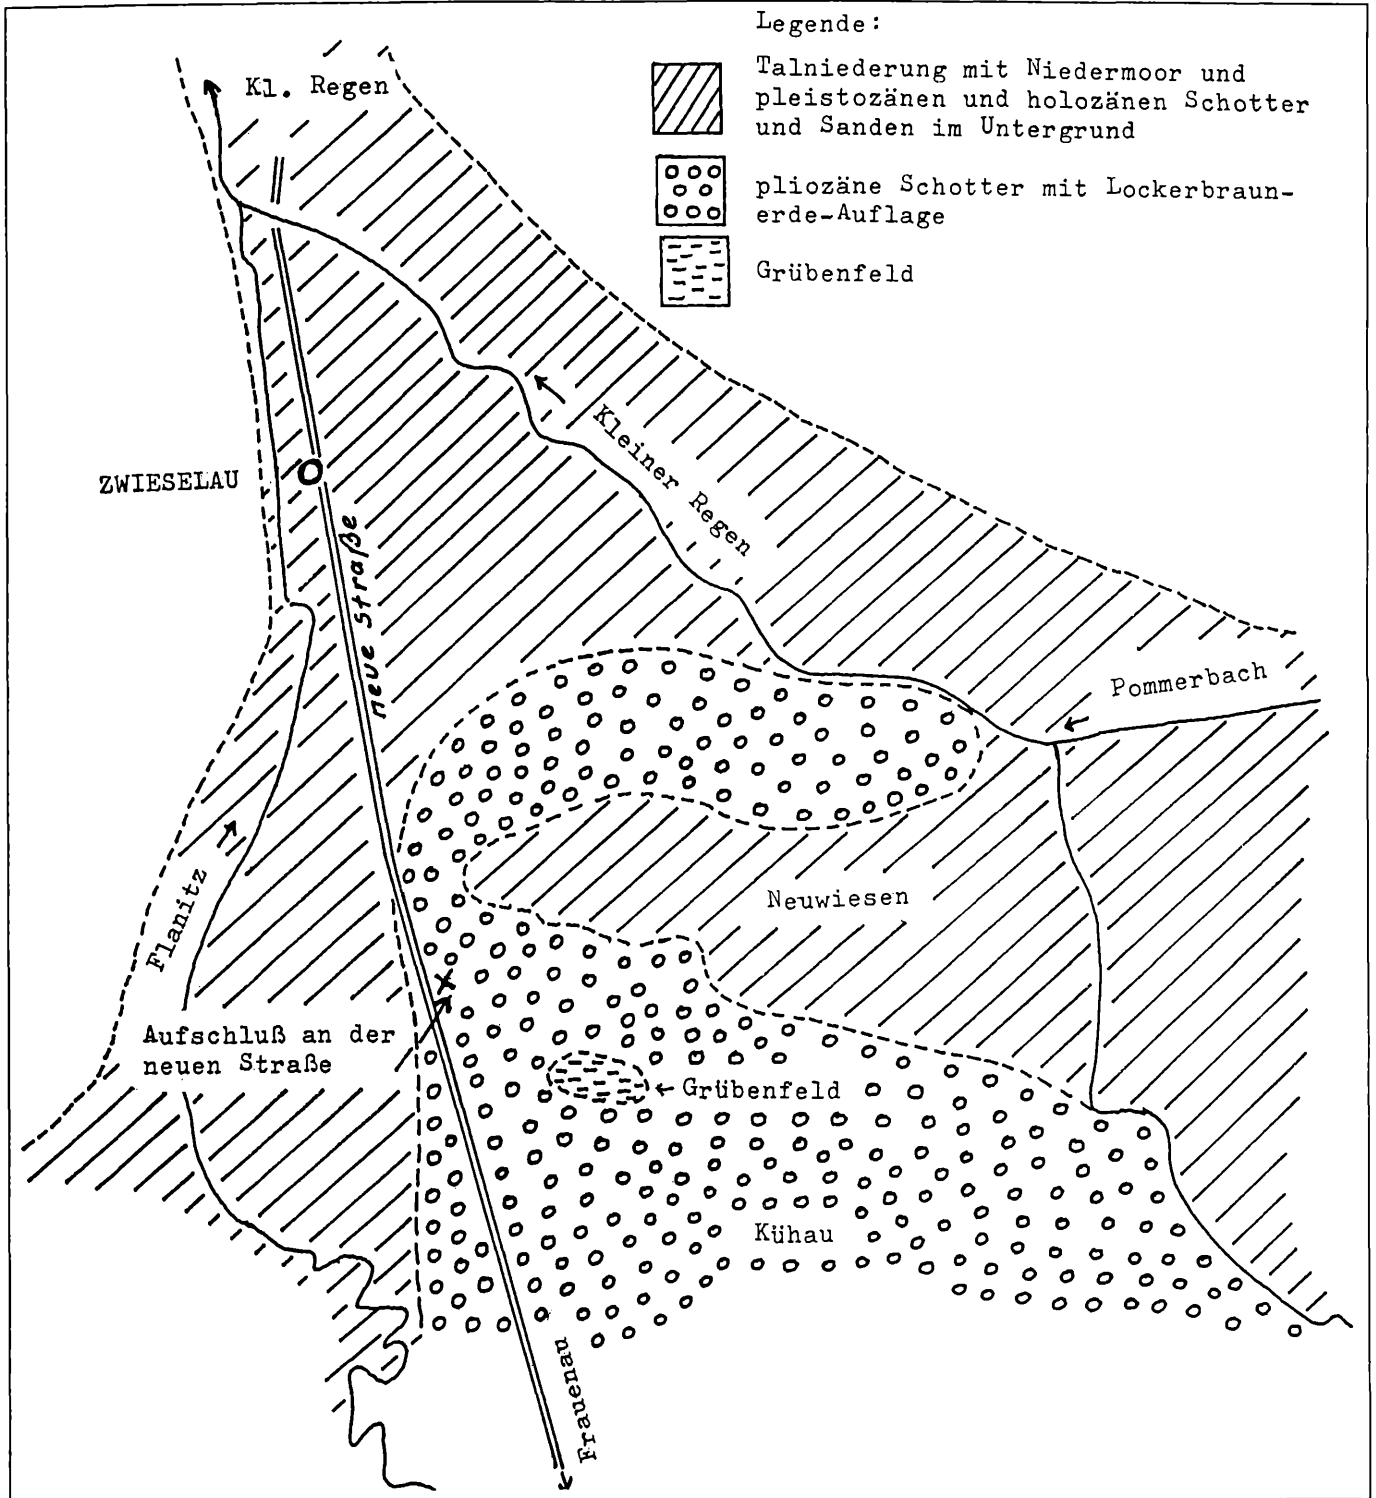 Legende:
Talniederung mit Niedermoor und
pleistozänen und holozänen Schotter
und Sanden im Untergrund
pliozäne Schotter mit Lockerbraun-
erde-Auflage
Grübenfeld
Kl. Regen
Kleiner Regen
ZWIESELAU
neue Straße
Pommerbach
Flanitz
Neuwiesen
Aufschluß an der
neuen Straße
Grübenfeld
Kühau
Frauenau